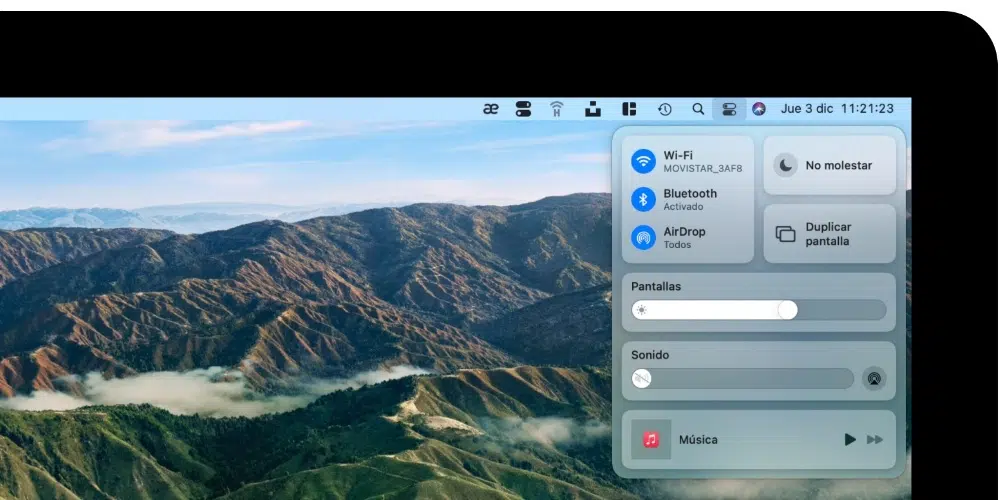 æ
H
Jue 3 dic 11:21:23
Wi-Fi
MOVISTAR_3AF8
Bluetooth
Activado
AirDrop
Todos
No molestar
Duplicar
pantalla
Pantallas
Sonido
Música